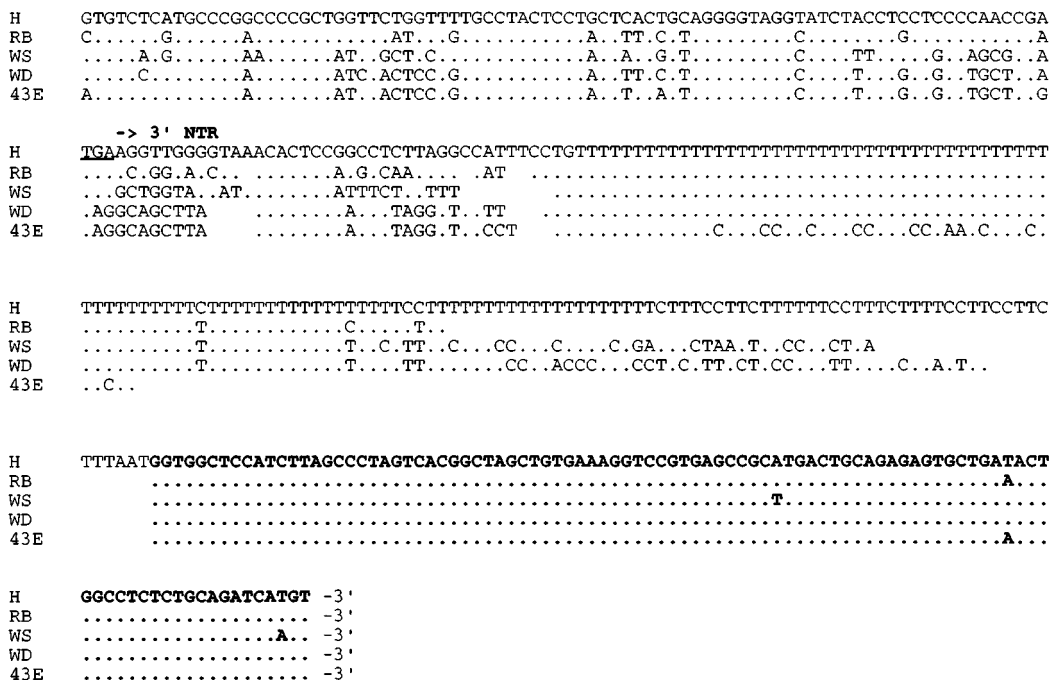 H GTGTCTCATGCCCGGCCCCGCTGGTTCTGGTTTTGCCTACTCCTGCTCACTGCAGGGGTAGGTATCTACCTCCTCCCCAACCGA
RB C......G......A............AT...G...........A..TT.C.T.........C........G...........A
WS .....A.G......AA......AT..GCT.C.............A..A..G.T.........C....TT.....G..AGCG..A
WD .....C........A.......ATC.ACTCC.G...........A..TT.C.T.........C....T...G..G..TGCT..A
43E A.............A.......AT..ACTCC.G...........A..T..A.T.........C....T...G..G..TGCT..G
-> 3' NTR
H TGAAGGTTGGGGTAAACACTCCGGCCTCTTAGGCCATTTCCTGTTTTTTTTTTTTTTTTTTTTTTTTTTTTTTTTTTTTTTTTT
RB ....C.GG.A.C.. .....A.G.CAA.... .AT .............................................
WS ...GCTGGTA..AT ........ATTTCT..TTT ...........................................
WD .AGGCAGCTTA ........A...TAGG.T..TT .............................................
43E .AGGCAGCTTA ........A...TAGG.T..CCT ..............C...CC..C...CC...CC.AA.C...C.
H TTTTTTTTTTCTTTTTTTTTTTTTTTTTCCTTTTTTTTTTTTTTTTTTTTCTTTCCTTCTTTTTTCCTTTCTTTTCCTTCCTTC
RB ..........T............C.....T..
WS ..........T............T..C.TT..C...CC...C....C.GA...CTAA.T..CC..CT.A
WD ..........T............T....TT.......CC..ACCC...CCT.C.TT.CT.CC...TT....C..A.T..
43E ..C..
H TTTAATGGTGGCTCCATCTTAGCCCTAGTCACGGCTAGCTGTGAAAGGTCCGTGAGCCGCATGACTGCAGAGAGTGCTGATACT
RB ..........................................................................A...
WS ......................................................T.......................
WD ..............................................................................
43E ..........................................................................A...
H GGCCTCTCTGCAGATCATGT -3'
RB .................... -3'
WS .................A.. -3'
WD .................... -3'
43E .................... -3'